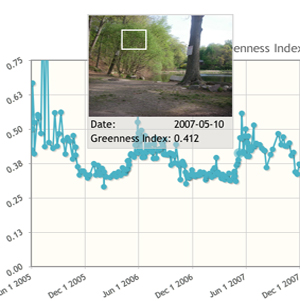 enness Index
Date: 2007-05-10
Greenness Index: 0.412
0.75
0.63
0.50
0.38
0.25
0.13
0.00
un 1 2005
Dec 1 2005
Jun 1 2006
Dec 1 2006
Jun 1 2007
Dec 1 2007